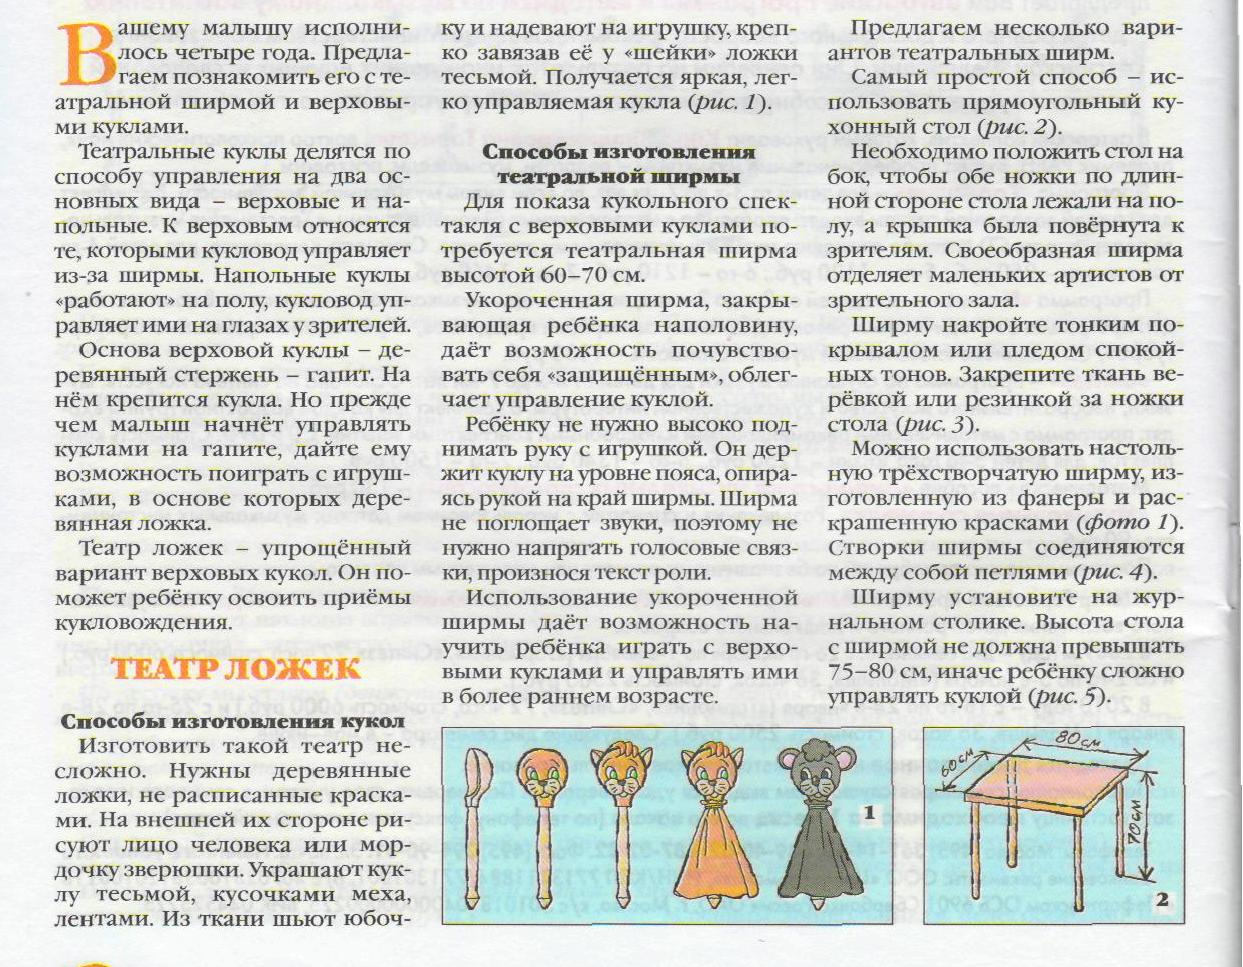 Вашему малышу исполни-
лось четыре года. Предла-
гаем познакомить его с те-
атральной ширмой и верховы-
ми куклами.
Театральные куклы делятся по
способу управления на два ос-
новных вида – верховые и на-
польные. К верховым относятся
те, которыми кукловод управляет
из-за ширмы. Напольные куклы
«работают» на полу, кукловод уп-
равляет ими на глазах у зрителей.
Основа верховой куклы – де-
ревянный стержень – гапит. На
нём крепится кукла. Но прежде
чем малыш начнёт управлять
куклами на гапите, дайте ему
возможность поиграть с игруш-
ками, в основе которых дере-
вянная ложка.
Театр ложек – упрощённый
вариант верховых кукол. Он по-
может ребёнку освоить приёмы
кукловождения.
ТЕАТР ЛОЖЕК
Способы изготовления кукол
Изготовить такой театр не-
сложно. Нужны деревянные
ложки, не расписанные краска-
ми. На внешней их стороне ри-
суют лицо человека или мор-
дочку зверюшки. Украшают кук-
лу тесьмой, кусочками меха,
лентами. Из ткани шьют юбоч-
ку и надевают на игрушку, креп-
ко завязав её у «шейки» ложки
тесьмой. Получается яркая, лег-
ко управляемая кукла (рис. 1).
Способы изготовления
театральной ширмы
Для показа кукольного спек-
такля с верховыми куклами по-
требуется театральная ширма
высотой 60–70 см.
Укороченная ширма, закры-
вающая ребёнка наполовину,
даёт возможность почувство-
вать себя «защищённым», облег-
чает управление куклой.
Ребёнку не нужно высоко под-
нимать руку с игрушкой. Он дер-
жит куклу на уровне пояса, опира-
ясь рукой на край ширмы. Ширма
не поглощает звуки, поэтому не
нужно напрягать голосовые связ-
ки, произнося текст роли.
Использование укороченной
ширмы даёт возможность на-
учить ребёнка играть с верхо-
выми куклами и управлять ими
в более раннем возрасте.
Предлагаем несколько вари-
антов театральных ширм.
Самый простой способ – ис-
пользовать прямоугольный ку-
хонный стол (рис. 2).
Необходимо положить стол на
бок, чтобы обе ножки по длин-
ной стороне стола лежали на по-
лу, а крышка была повёрнута к
зрителям. Своеобразная ширма
отделяет маленьких артистов от
зрительного зала.
Ширму накройте тонким по-
крывалом или пледом спокой-
ных тонов. Закрепите ткань ве-
рёвкой или резинкой за ножки
стола (рис. 3).
Можно использовать настоль-
ную трёхстворчатую ширму, из-
готовленную из фанеры и рас-
крашенную красками (фото 1).
Створки ширмы соединяются
между собой петлями (рис. 4).
Ширму установите на жур-
нальном столике. Высота стола
с ширмой не должна превышать
75–80 см, иначе ребёнку сложно
управлять куклой (рис. 5).
1
60см
80см
70см
2